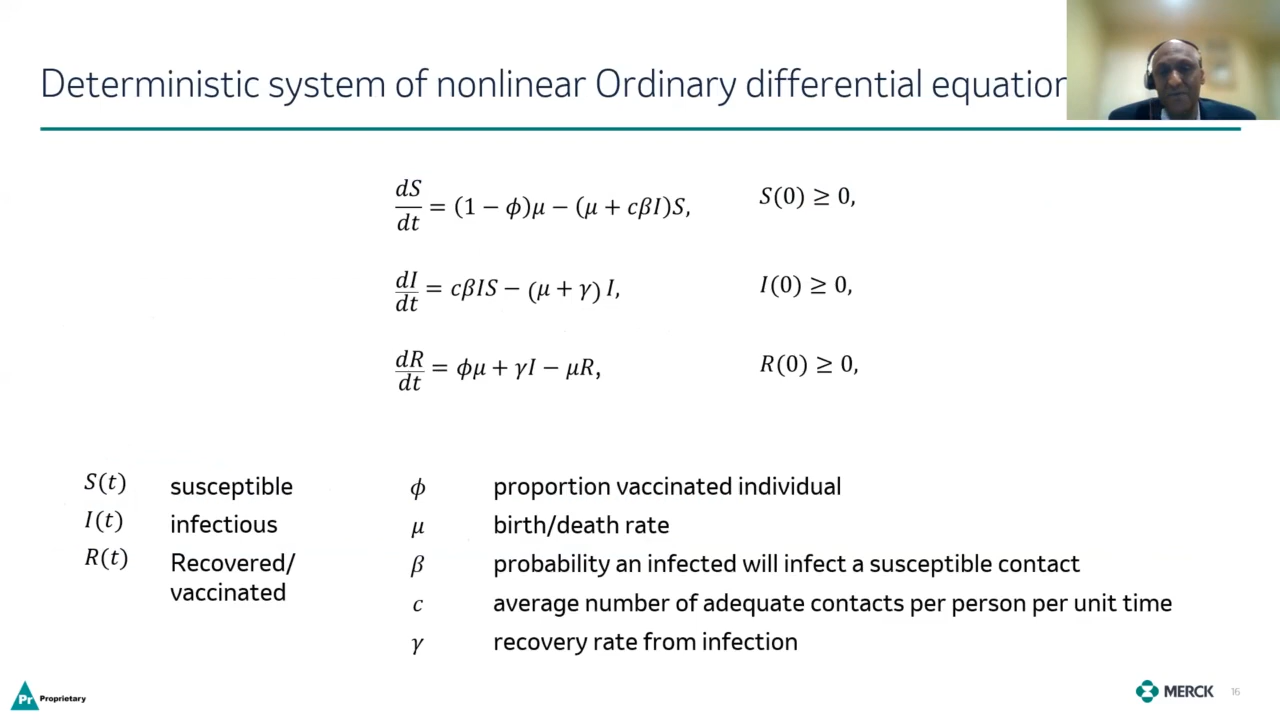 Deterministic system of nonlinear Ordinary differential equation
dS/dt = (1 − ϕ)μ − (μ + cβI)S, S(0) ≥ 0,
dI/dt = cβIS − (μ + γ) I, I(0) ≥ 0,
dR/dt = ϕμ + γI − μR, R(0) ≥ 0,
S(t) susceptible ϕ proportion vaccinated individual
I(t) infectious μ birth/death rate
R(t) Recovered/ β probability an infected will infect a susceptible contact
vaccinated
c average number of adequate contacts per person per unit time
γ recovery rate from infection
Pr Proprietary
MERCK 16